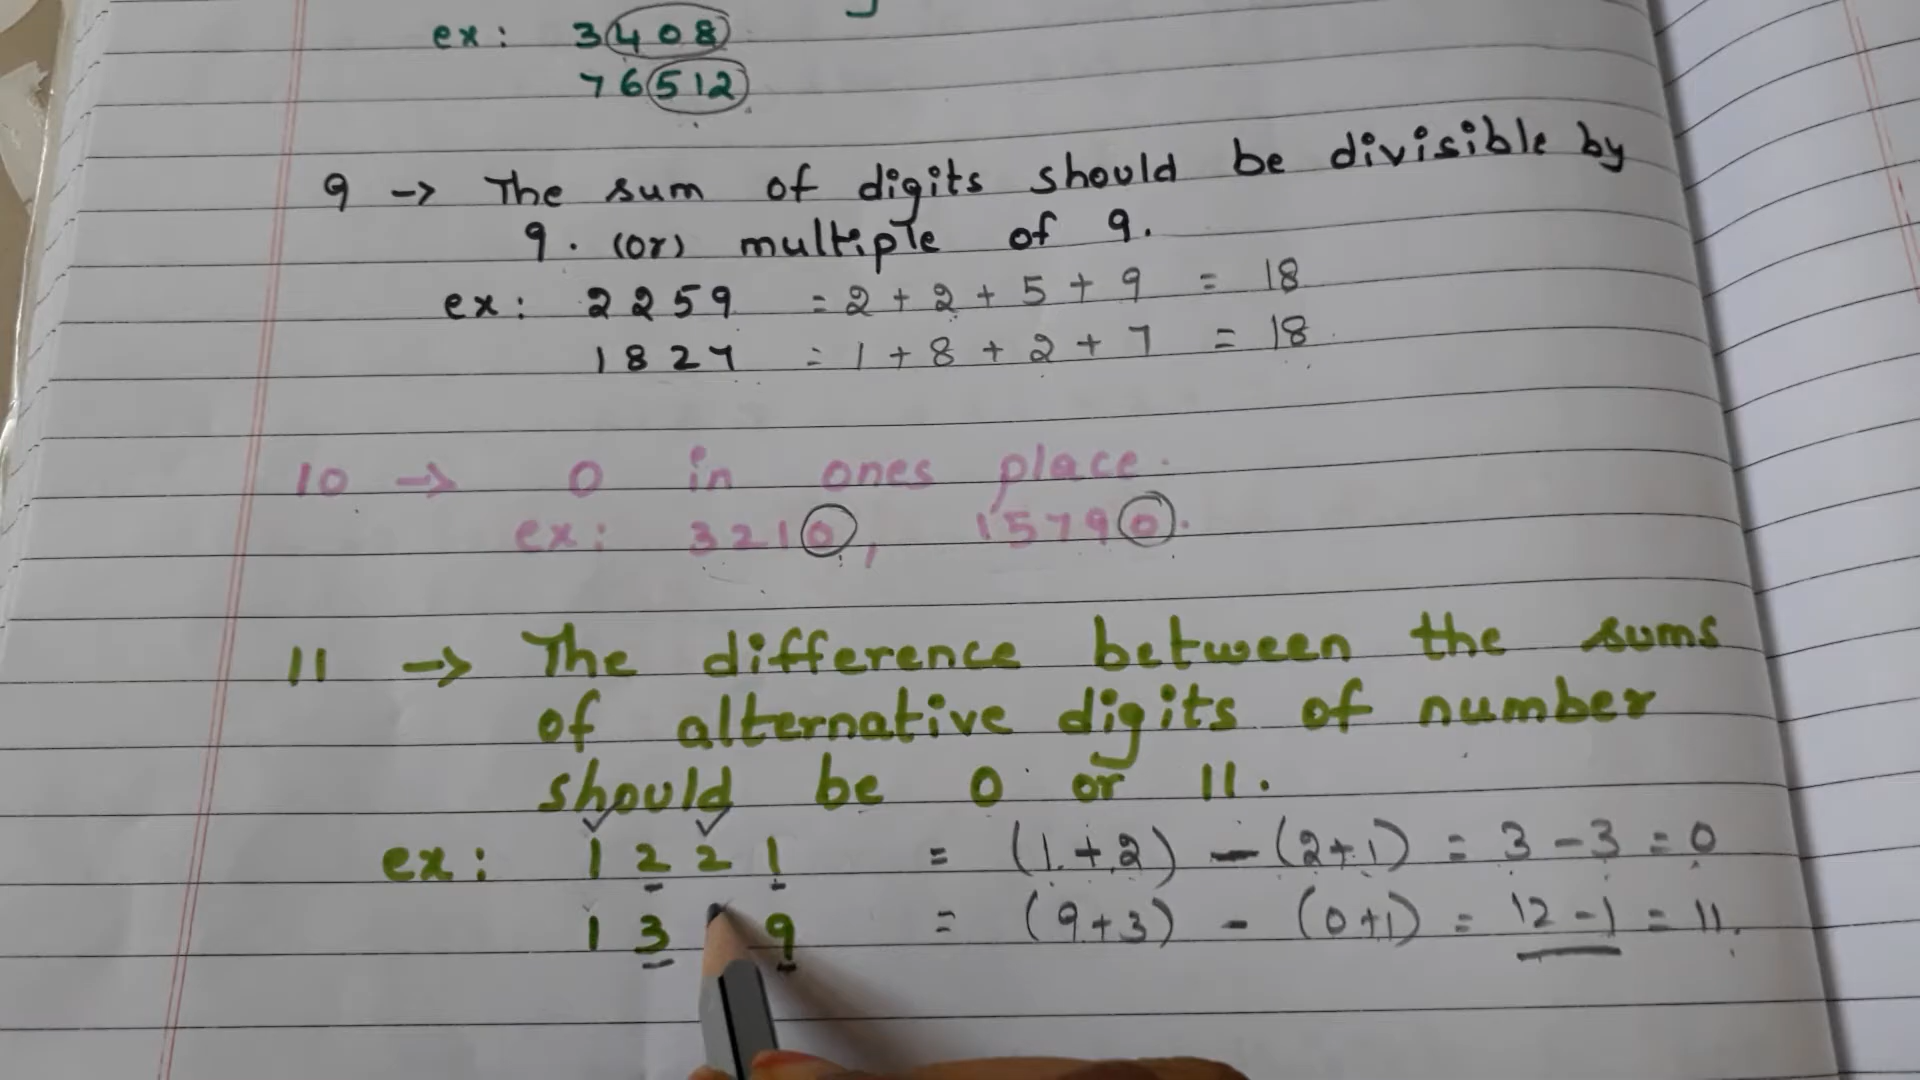 ex: 3408
76512
9 -> The sum of digits should be divisible by
9. (or) multiple of 9.
ex: 2259 = 2 + 2 + 5 + 9 = 18
1827 = 1 + 8 + 2 + 7 = 18
10 -> 0 in ones place.
ex: 3210, 15790.
11 -> The difference between the sums
of alternative digits of number
should be 0 or 11.
ex: 1221 = (1+2) - (2+1) = 3 - 3 = 0
13 9 = (9+3) - (0+1) = 12 - 1 = 11.